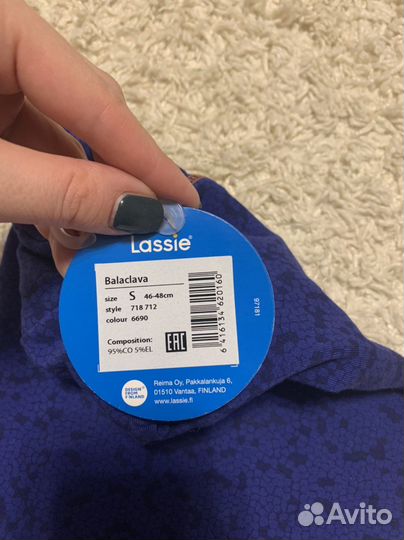 Lassie®
Balaclava
size S 46-48cm
style 718 712
colour 6690
Composition:
95%CO 5%EL
EAC
6 416134 620160
97181
DESIGN FROM FINLAND
Reima Oy, Pakkalankuja 6,
01510 Vantaa, FINLAND
www.lassie.fi
Avito